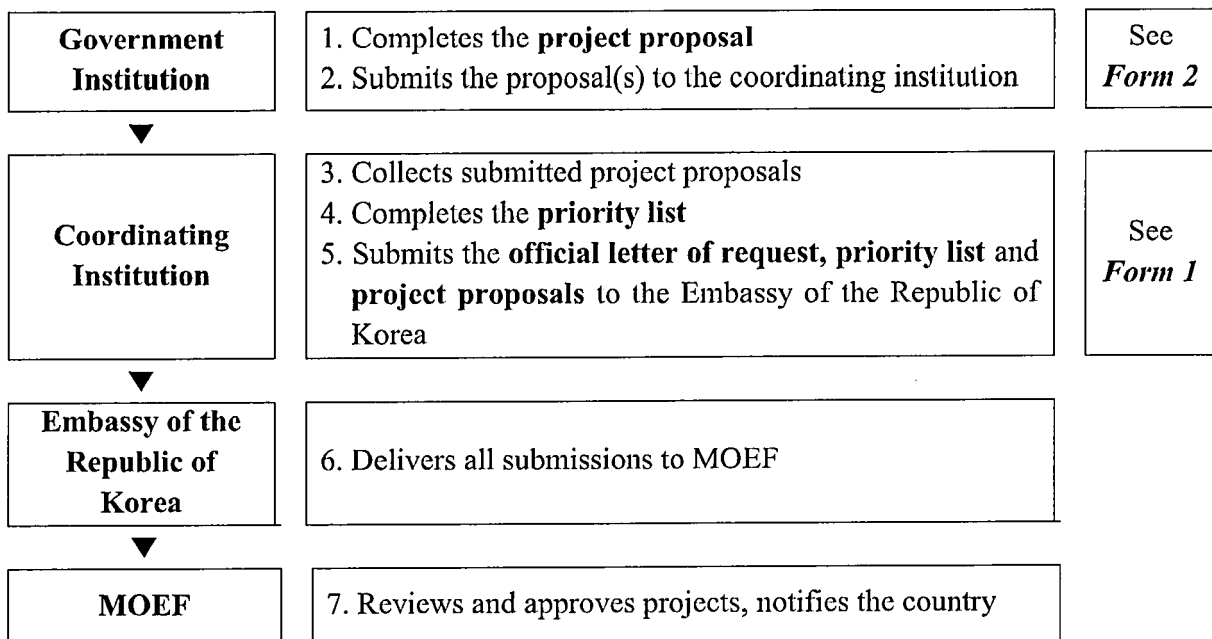 Government
Institution
1. Completes the project proposal
2. Submits the proposal(s) to the coordinating institution
See
Form 2
▼
Coordinating
Institution
3. Collects submitted project proposals
4. Completes the priority list
5. Submits the official letter of request, priority list and
project proposals to the Embassy of the Republic of
Korea
See
Form 1
▼
Embassy of the
Republic of
Korea
6. Delivers all submissions to MOEF
▼
MOEF
7. Reviews and approves projects, notifies the country